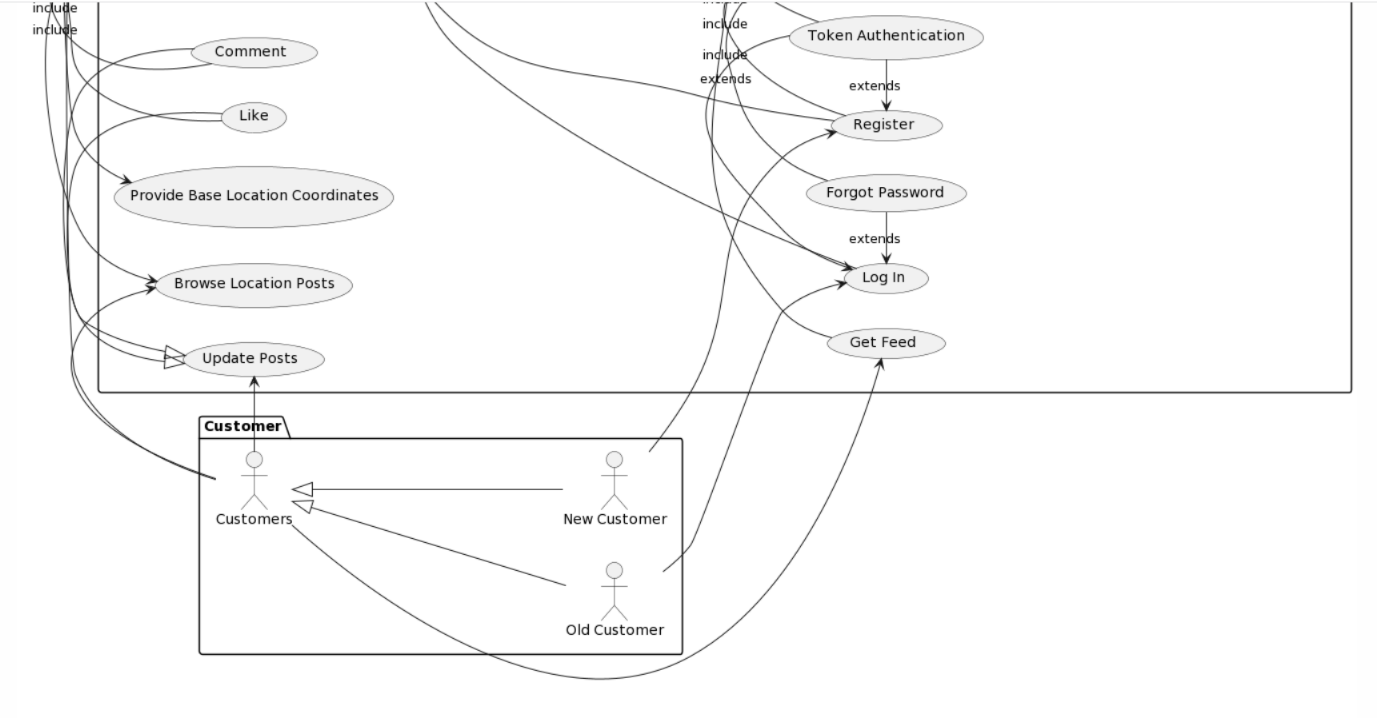 include
include
Comment
Like
Provide Base Location Coordinates
Browse Location Posts
Update Posts
include
include
include
extends
Token Authentication
extends
Register
Forgot Password
extends
Log In
Get Feed
Customer
Customers
New Customer
Old Customer